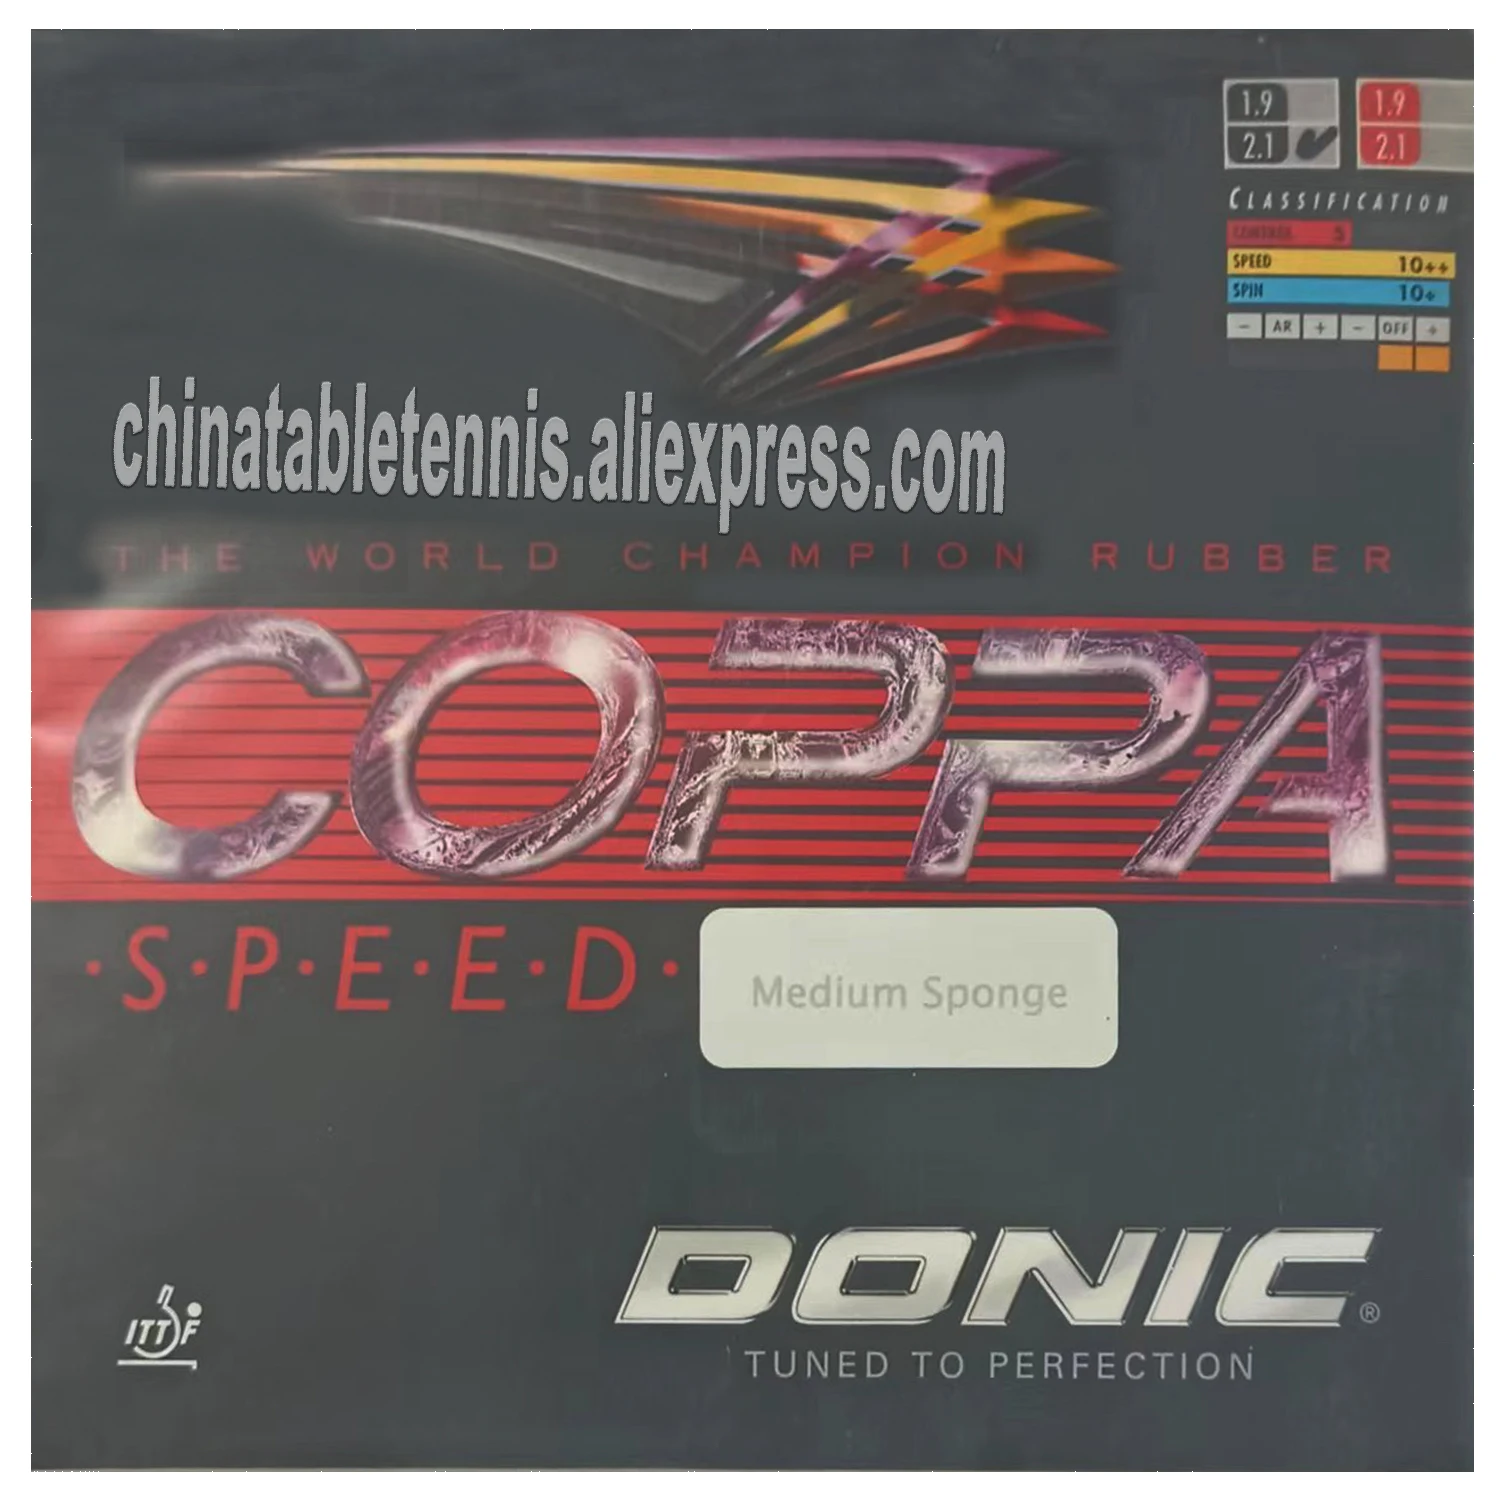 1.9 1.9
2.1 2.1
CLASSIFICATION
CONTROL 5
SPEED 10++
SPIN 10+
- AR + - OFF +
chinatabletennis.aliexpress.com
THE WORLD CHAMPION RUBBER
COPPA
·S·P·E·E·D·
Medium Sponge
DONIC®
TUNED TO PERFECTION
ITTF